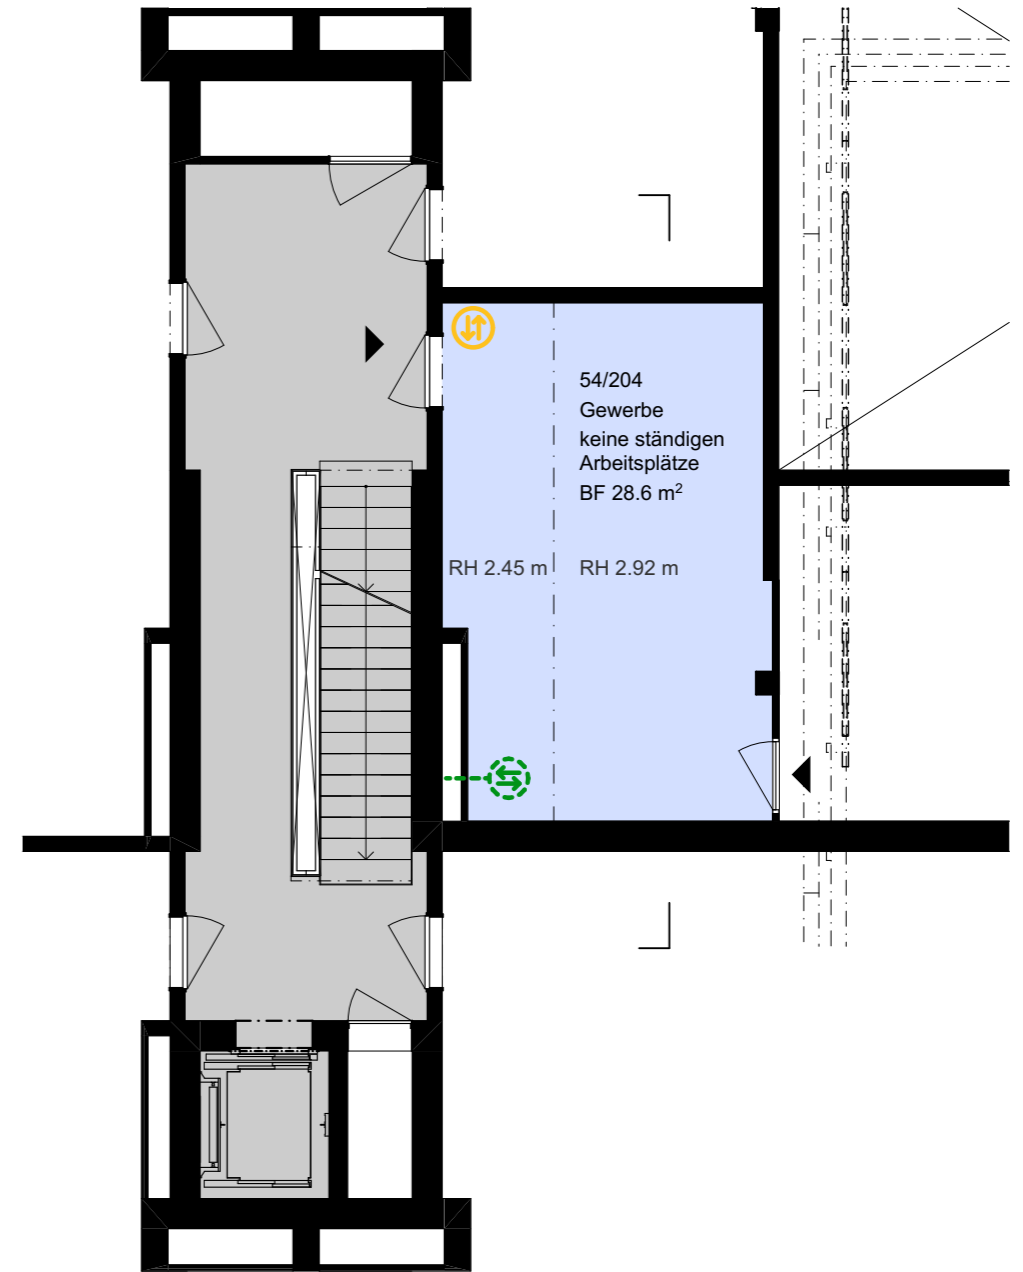 54/204
Gewerbe
keine ständigen
Arbeitsplätze
BF 28.6 m²
RH 2.45 m
RH 2.92 m